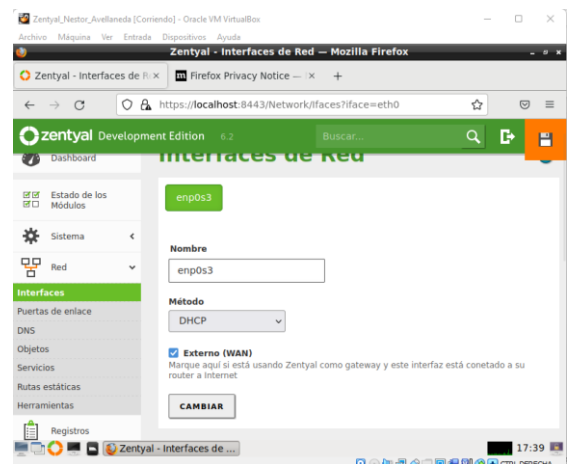 Zentyal_Nestor_Avellaneda [Corriendo] - Oracle VM VirtualBox
Archivo Máquina Ver Entrada Dispositivos Ayuda
Zentyal - Interfaces de Red — Mozilla Firefox
Zentyal - Interfaces de Re
Firefox Privacy Notice —
https://localhost:8443/Network/Ifaces?iface=eth0
zentyal Development Edition 6.2
Buscar...
Dashboard
Interfaces de Red
Estado de los
Módulos
enp0s3
Sistema
Nombre
Red
enp0s3
Interfaces
Método
Puertas de enlace
DHCP
DNS
Objetos
Externo (WAN)
Servicios
Marque aquí si está usando Zentyal como gateway y este interfaz está conetado a su
router a Internet
Rutas estáticas
Herramientas
CAMBIAR
Registros
Zentyal - Interfaces de ...
17:39
CTRL DERECHA